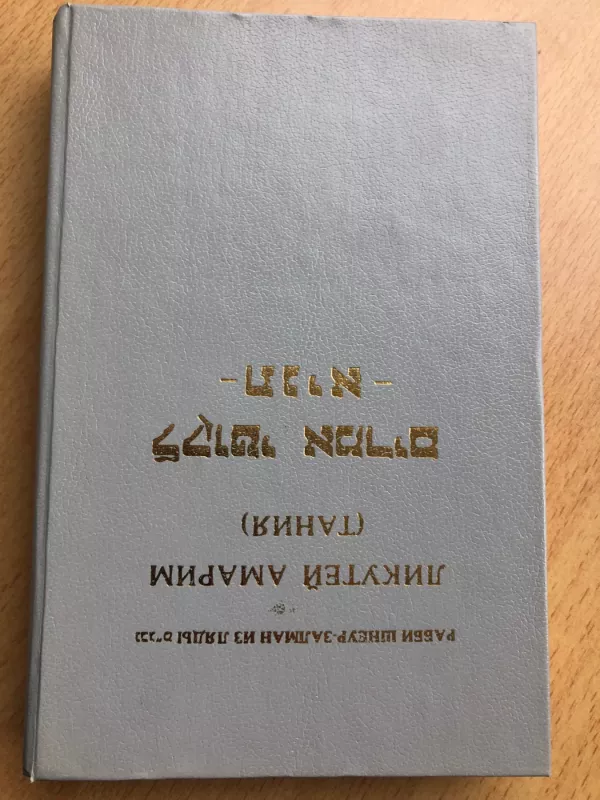 РАББИ ШНЕУР-ЗАЛМАН ИЗ ЛЯДЫ
ЛИКУТЕЙ АМАРИМ
(ТАНИЯ)
לקוטי אמרים
- תניא -